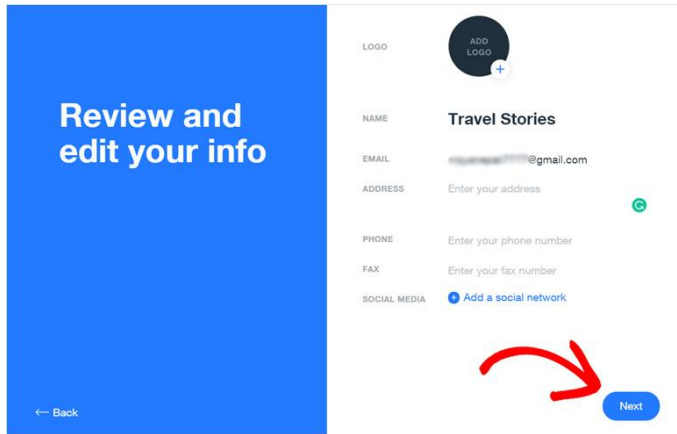 Review and
edit your info
← Back
LOGO
ADD
LOGO
+
NAME
Travel Stories
EMAIL
@gmail.com
ADDRESS
Enter your address
PHONE
Enter your phone number
FAX
Enter your fax number
SOCIAL MEDIA
+ Add a social network
Next